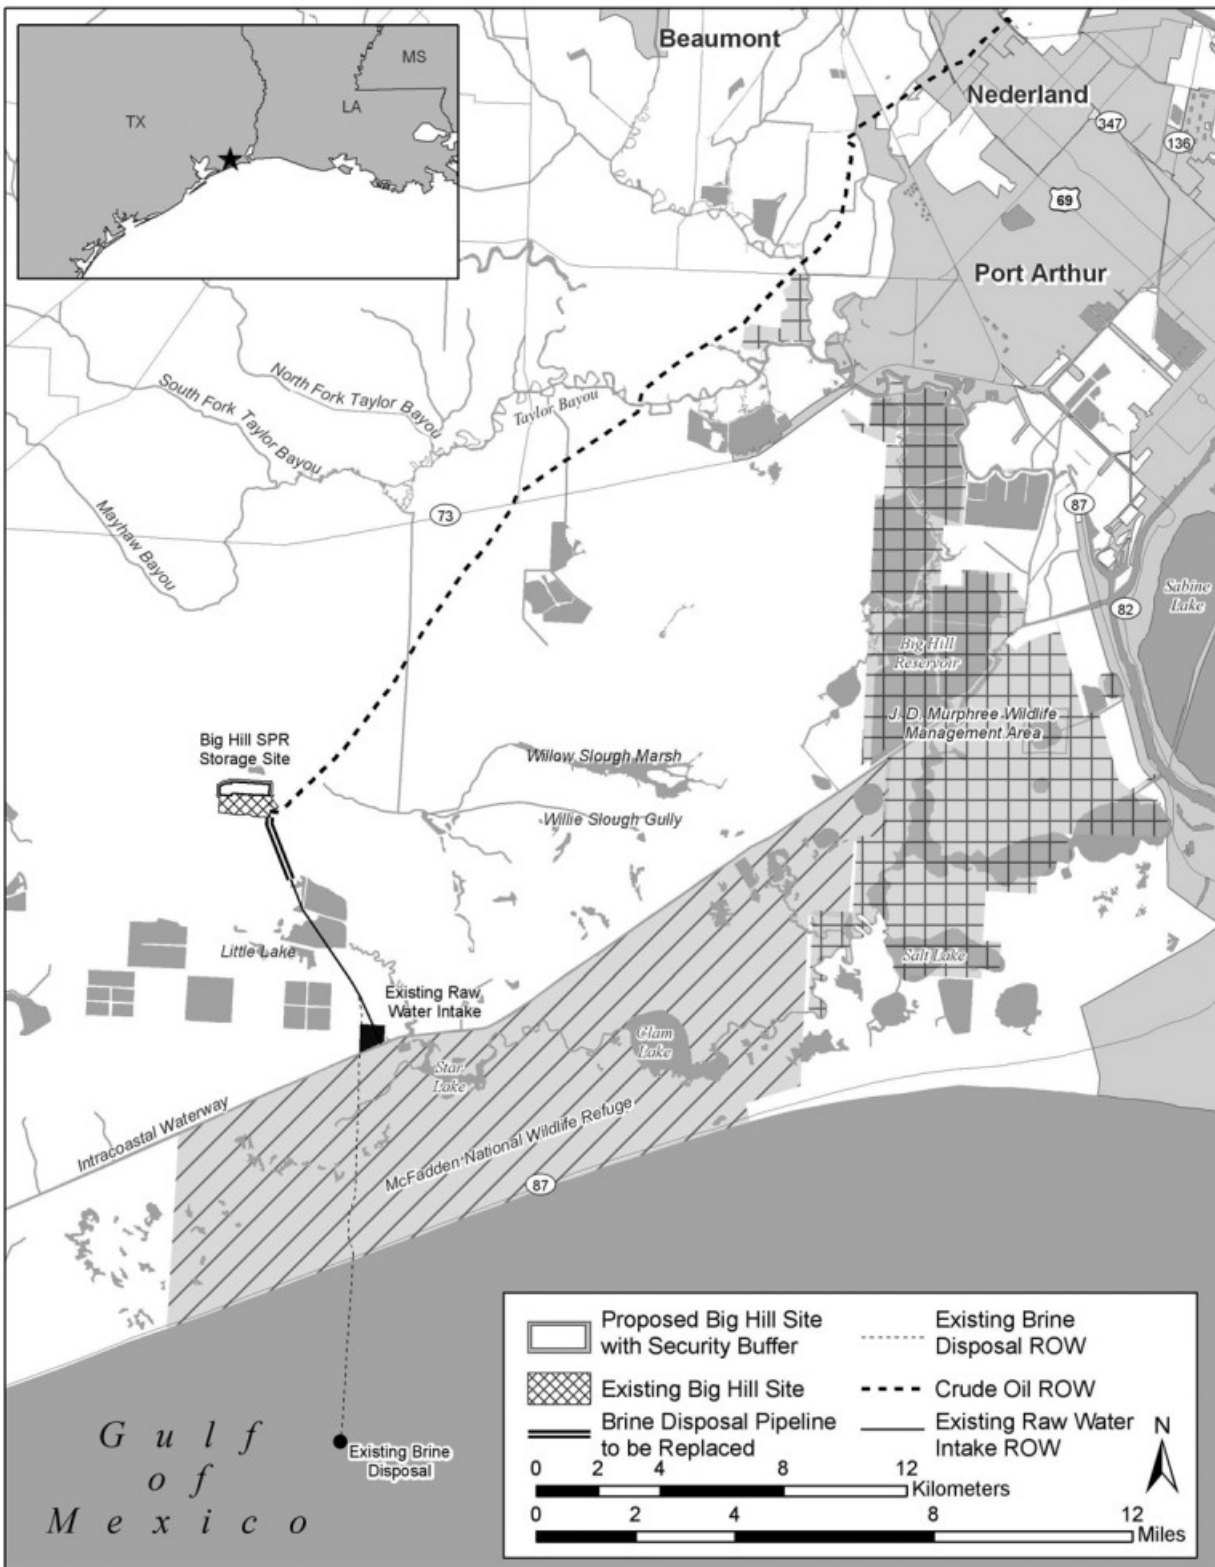 Beaumont
MS
TX
LA
Nederland
347
136
69
Port Arthur
North Fork Taylor Bayou
South Fork Taylor Bayou
Taylor Bayou
Mayhaw Bayou
73
87
82
Sabine
Lake
Big Hill
Reservoir
J. D. Murphree Wildlife
Management Area
Big Hill SPR
Storage Site
Willow Slough Marsh
Willie Slough Gully
Little Lake
Salt Lake
Existing Raw
Water Intake
Clam
Lake
Star
Lake
Intracoastal Waterway
McFadden National Wildlife Refuge
87
Gulf
of
Mexico
Existing Brine
Disposal
Proposed Big Hill Site
with Security Buffer
Existing Big Hill Site
Brine Disposal Pipeline
to be Replaced
Existing Brine
Disposal ROW
Crude Oil ROW
Existing Raw Water
Intake ROW
N
0 2 4 8 12
Kilometers
0 2 4 8 12
Miles